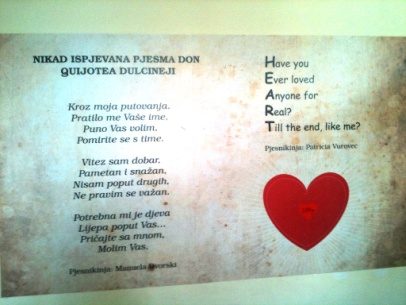 NIKAD ISPJEVANA PJESMA DON
QUIJOTEA DULCINEJI
Kroz moja putovanja,
Pratilo me Vaše ime.
Puno Vas volim,
Pomirite se s time.
Vitez sam dobar,
Pametan i snažan,
Nisam poput drugih,
Ne pravim se važan.
Potrebna mi je djeva
Lijepa poput Vas...
Pričajte sa mnom,
Molim Vas.
Pjesnikinja: Manuela Dvorski
Have you
Ever loved
Anyone for
Real?
Till the end, like me?
Pjesnikinja: Patricia Vurovec